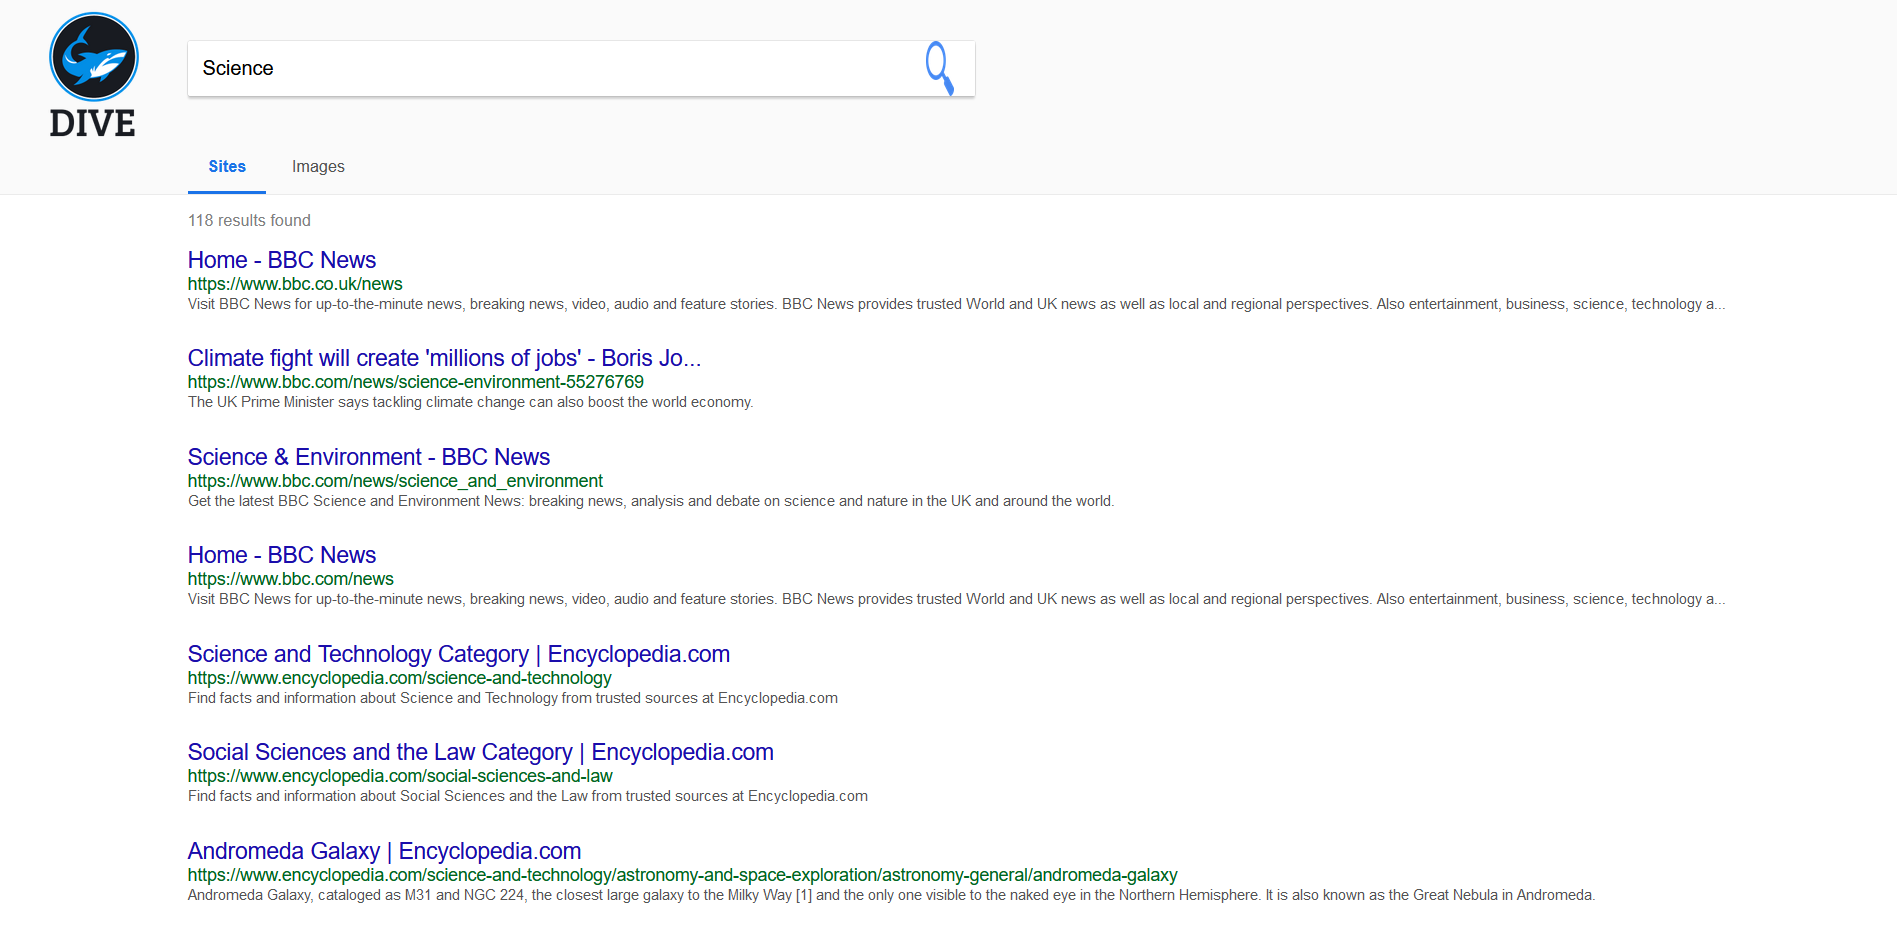 DIVE
Science
Sites Images
118 results found
Home - BBC News
https://www.bbc.co.uk/news
Visit BBC News for up-to-the-minute news, breaking news, video, audio and feature stories. BBC News provides trusted World and UK news as well as local and regional perspectives. Also entertainment, business, science, technology a...
Climate fight will create 'millions of jobs' - Boris Jo...
https://www.bbc.com/news/science-environment-55276769
The UK Prime Minister says tackling climate change can also boost the world economy.
Science & Environment - BBC News
https://www.bbc.com/news/science_and_environment
Get the latest BBC Science and Environment News: breaking news, analysis and debate on science and nature in the UK and around the world.
Home - BBC News
https://www.bbc.com/news
Visit BBC News for up-to-the-minute news, breaking news, video, audio and feature stories. BBC News provides trusted World and UK news as well as local and regional perspectives. Also entertainment, business, science, technology a...
Science and Technology Category | Encyclopedia.com
https://www.encyclopedia.com/science-and-technology
Find facts and information about Science and Technology from trusted sources at Encyclopedia.com
Social Sciences and the Law Category | Encyclopedia.com
https://www.encyclopedia.com/social-sciences-and-law
Find facts and information about Social Sciences and the Law from trusted sources at Encyclopedia.com
Andromeda Galaxy | Encyclopedia.com
https://www.encyclopedia.com/science-and-technology/astronomy-and-space-exploration/astronomy-general/andromeda-galaxy
Andromeda Galaxy, cataloged as M31 and NGC 224, the closest large galaxy to the Milky Way [1] and the only one visible to the naked eye in the Northern Hemisphere. It is also known as the Great Nebula in Andromeda.